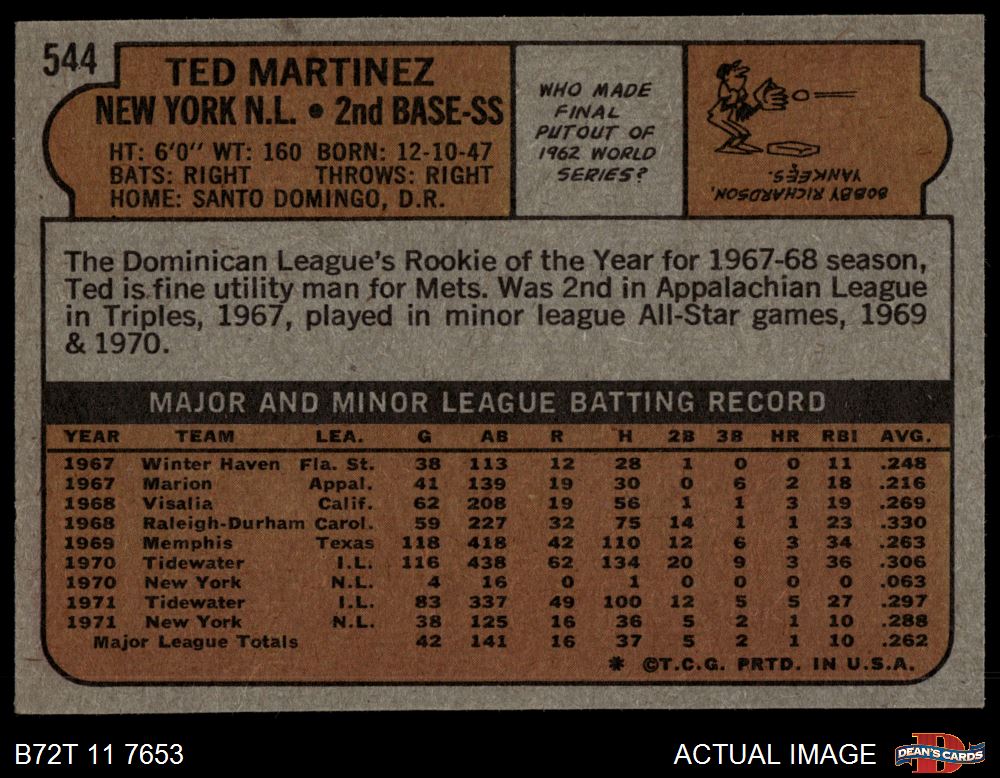 544
TED MARTINEZ
NEW YORK N.L. • 2nd BASE-SS
HT: 6'0" WT: 160 BORN: 12-10-47
BATS: RIGHT THROWS: RIGHT
HOME: SANTO DOMINGO, D.R.
WHO MADE
FINAL
PUTOUT OF
1962 WORLD
SERIES?
BOBBY RICHARDSON,
YANKEES.
The Dominican League's Rookie of the Year for 1967-68 season,
Ted is fine utility man for Mets. Was 2nd in Appalachian League
in Triples, 1967, played in minor league All-Star games, 1969
& 1970.
MAJOR AND MINOR LEAGUE BATTING RECORD
YEAR TEAM LEA. G AB R H 2B 3B HR RBI AVG.
1967 Winter Haven Fla. St. 38 113 12 28 1 0 0 11 .248
1967 Marion Appal. 41 139 19 30 0 6 2 18 .216
1968 Visalia Calif. 62 208 19 56 1 1 3 19 .269
1968 Raleigh-Durham Carol. 59 227 32 75 14 1 1 23 .330
1969 Memphis Texas 118 418 42 110 12 6 3 34 .263
1970 Tidewater I.L. 116 438 62 134 20 9 3 36 .306
1970 New York N.L. 4 16 0 1 0 0 0 0 .063
1971 Tidewater I.L. 83 337 49 100 12 5 5 27 .297
1971 New York N.L. 38 125 16 36 5 2 1 10 .288
Major League Totals 42 141 16 37 5 2 1 10 .262
* ©T.C.G. PRTD. IN U.S.A.
B72T 11 7653
ACTUAL IMAGE
DEAN'S CARDS